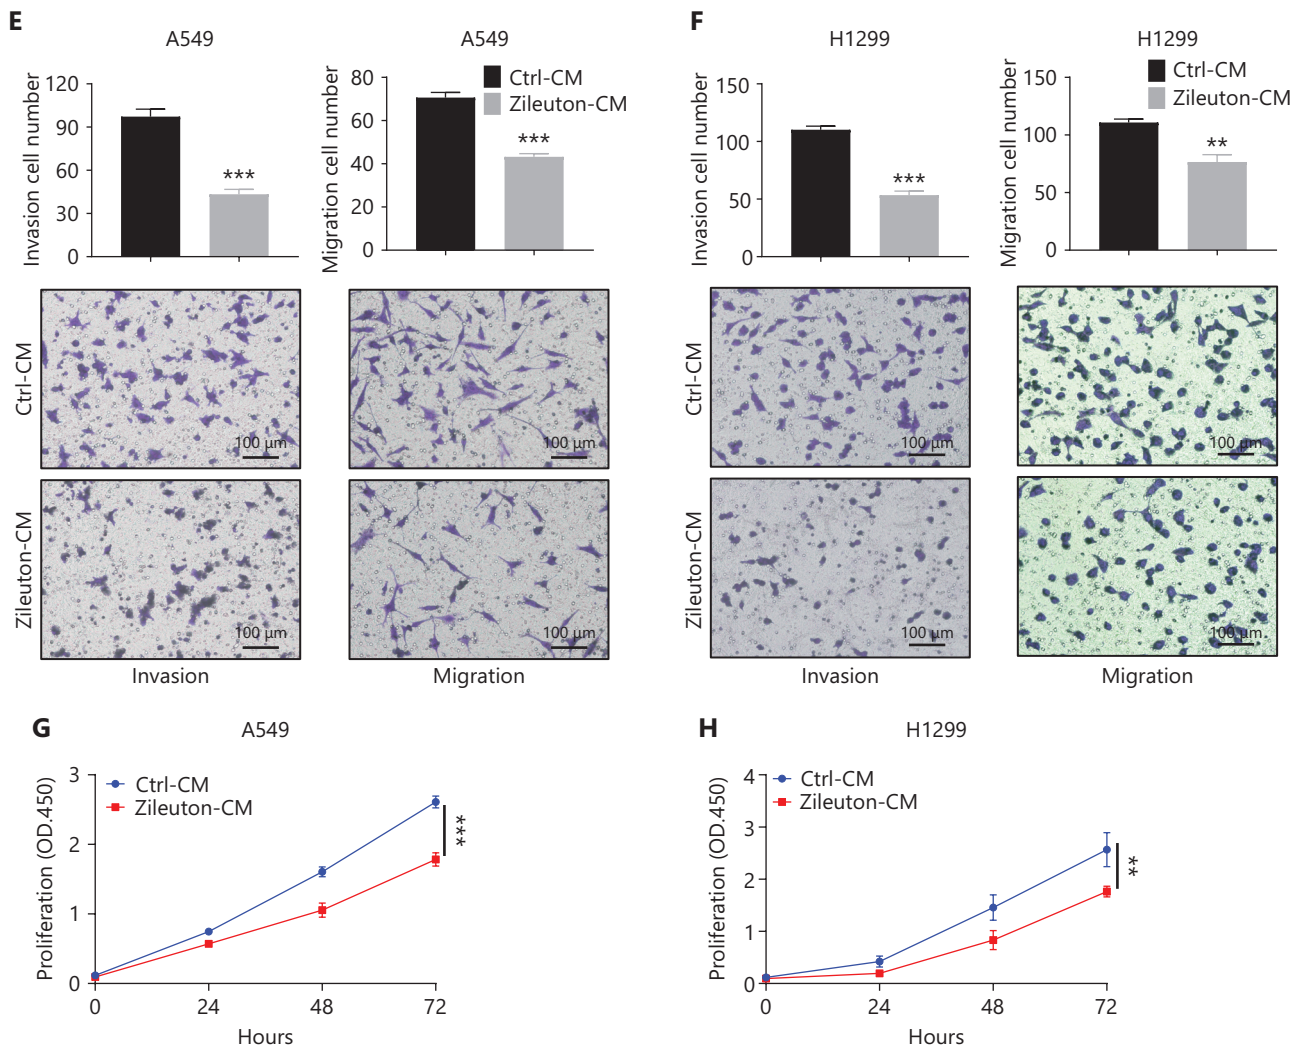 E
A549
Invasion cell number
120
90
60
30
0
***
A549
Migration cell number
80
60
40
20
0
***
Ctrl-CM
Zileuton-CM
F
H1299
Invasion cell number
150
100
50
0
***
H1299
Migration cell number
150
100
50
0
**
Ctrl-CM
Zileuton-CM
Ctrl-CM
100 µm
100 µm
Ctrl-CM
100 µm
100 µm
Zileuton-CM
100 µm
100 µm
Zileuton-CM
100 µm
100 µm
Invasion
Migration
Invasion
Migration
G
A549
Proliferation (OD.450)
3
2
1
0
Ctrl-CM
Zileuton-CM
***
0 24 48 72
Hours
H
H1299
Proliferation (OD.450)
4
3
2
1
0
Ctrl-CM
Zileuton-CM
**
0 24 48 72
Hours